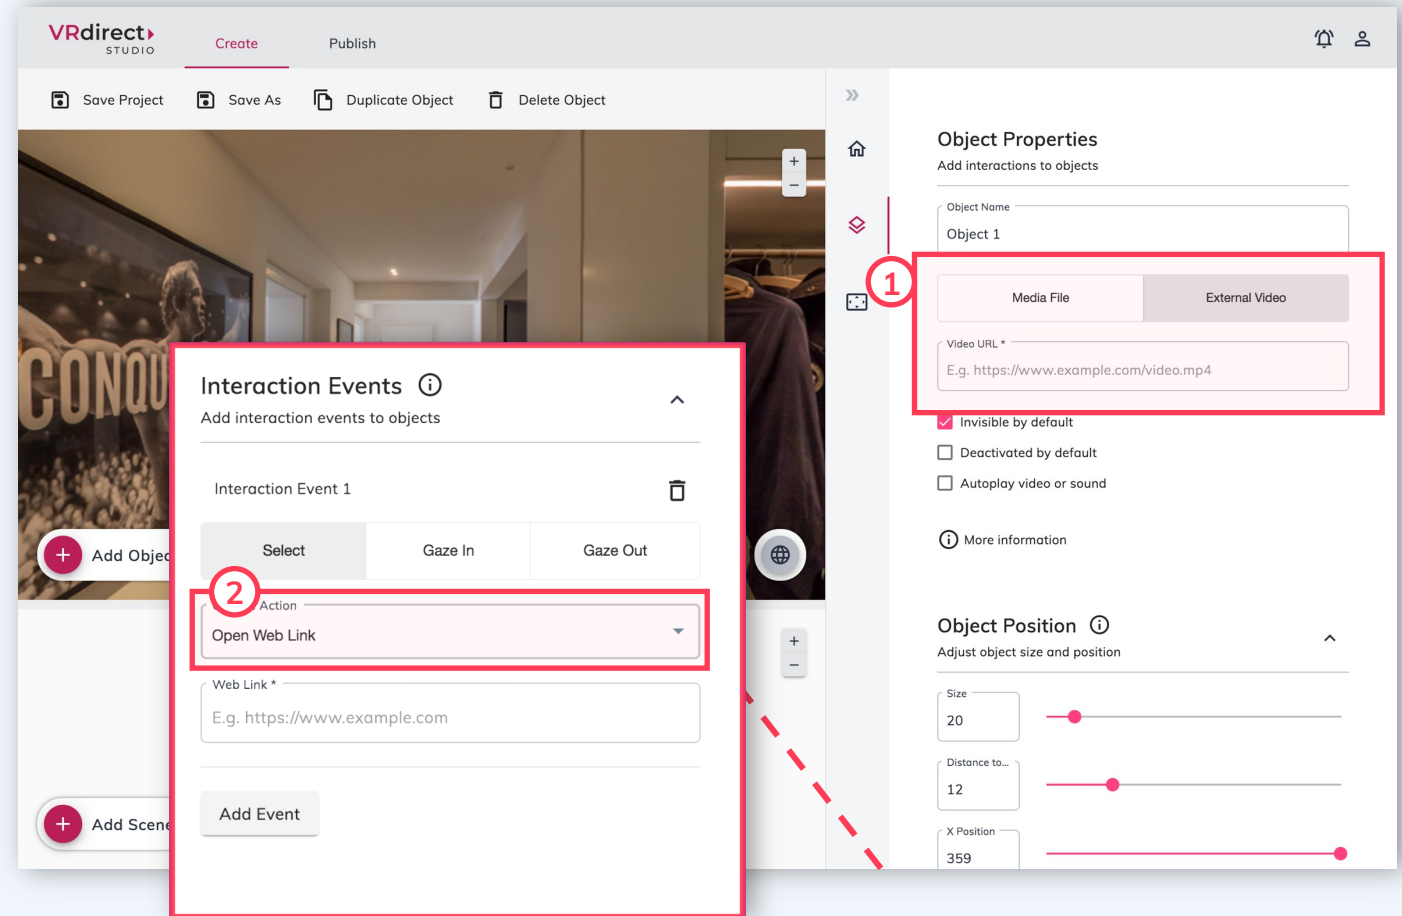 VRdirect
STUDIO
Create
Publish
Save Project
Save As
Duplicate Object
Delete Object
+
−
CONQU
Add Objec
Add Scene
+
−
Interaction Events
Add interaction events to objects
Interaction Event 1
Select
Gaze In
Gaze Out
2
Action
Open Web Link
Web Link *
E.g. https://www.example.com
Add Event
Object Properties
Add interactions to objects
Object Name
Object 1
1
Media File
External Video
Video URL *
E.g. https://www.example.com/video.mp4
Invisible by default
Deactivated by default
Autoplay video or sound
More information
Object Position
Adjust object size and position
Size
20
Distance to...
12
X Position
359